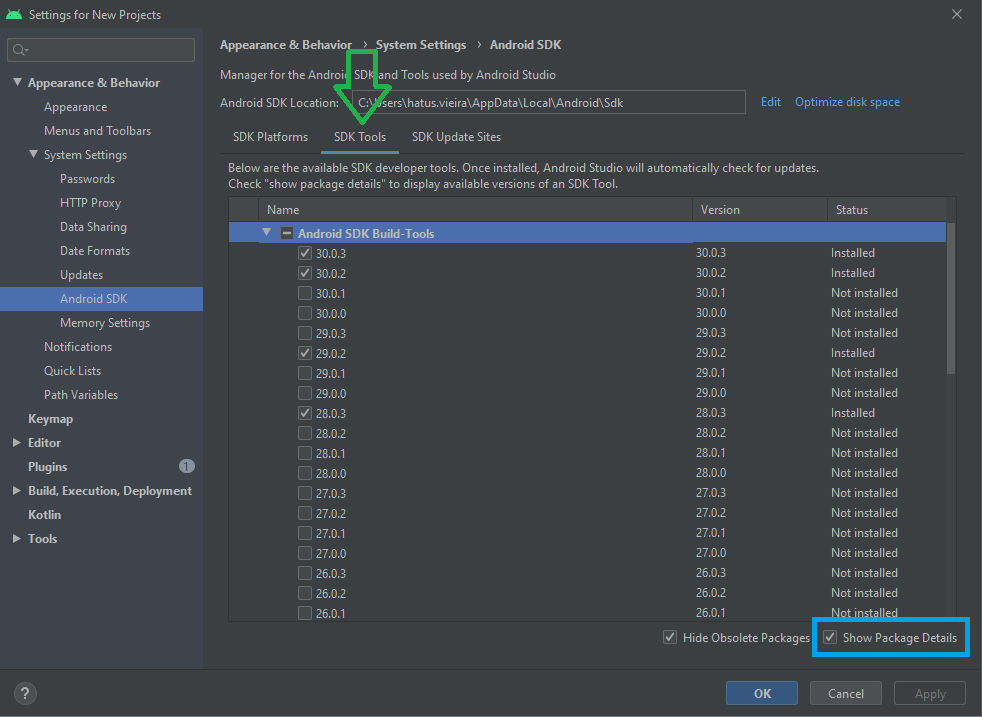 Settings for New Projects
Appearance & Behavior
Appearance
Menus and Toolbars
System Settings
Passwords
HTTP Proxy
Data Sharing
Date Formats
Updates
Android SDK
Memory Settings
Notifications
Quick Lists
Path Variables
Keymap
Editor
Plugins 1
Build, Execution, Deployment
Kotlin
Tools
Appearance & Behavior › System Settings › Android SDK
Manager for the Android SDK and Tools used by Android Studio
Android SDK Location: C:\Users\hatus.vieira\AppData\Local\Android\Sdk Edit Optimize disk space
SDK Platforms SDK Tools SDK Update Sites
Below are the available SDK developer tools. Once installed, Android Studio will automatically check for updates.
Check "show package details" to display available versions of an SDK Tool.
Name Version Status
Android SDK Build-Tools
30.0.3 30.0.3 Installed
30.0.2 30.0.2 Installed
30.0.1 30.0.1 Not installed
30.0.0 30.0.0 Not installed
29.0.3 29.0.3 Not installed
29.0.2 29.0.2 Installed
29.0.1 29.0.1 Not installed
29.0.0 29.0.0 Not installed
28.0.3 28.0.3 Installed
28.0.2 28.0.2 Not installed
28.0.1 28.0.1 Not installed
28.0.0 28.0.0 Not installed
27.0.3 27.0.3 Not installed
27.0.2 27.0.2 Not installed
27.0.1 27.0.1 Not installed
27.0.0 27.0.0 Not installed
26.0.3 26.0.3 Not installed
26.0.2 26.0.2 Not installed
26.0.1 26.0.1 Not installed
Hide Obsolete Packages Show Package Details
? OK Cancel Apply